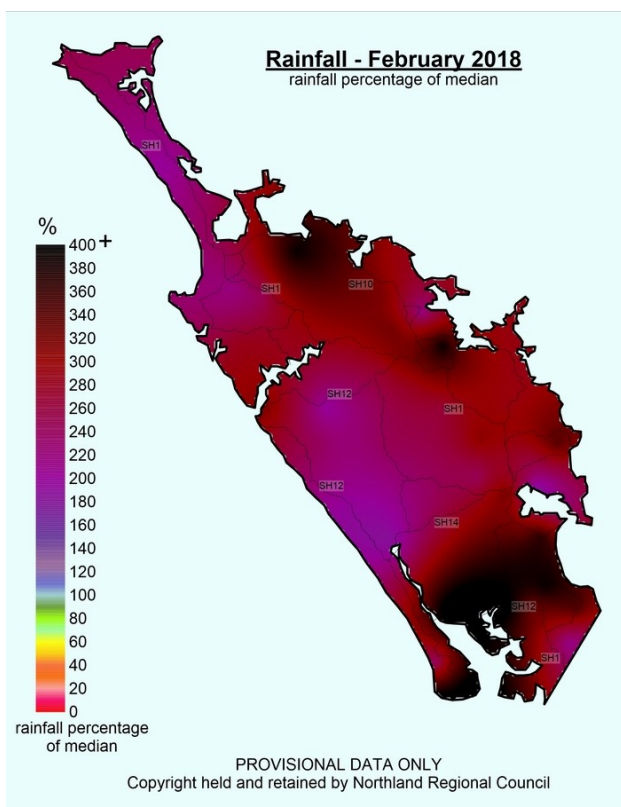 Rainfall - February 2018
rainfall percentage of median
SH1
%
400 +
380
360
340
320
300
280
260
240
220
200
180
160
140
120
100
80
60
40
20
0
rainfall percentage
of median
SH1
SH10
SH12
SH1
SH12
SH14
SH12
SH1
PROVISIONAL DATA ONLY
Copyright held and retained by Northland Regional Council